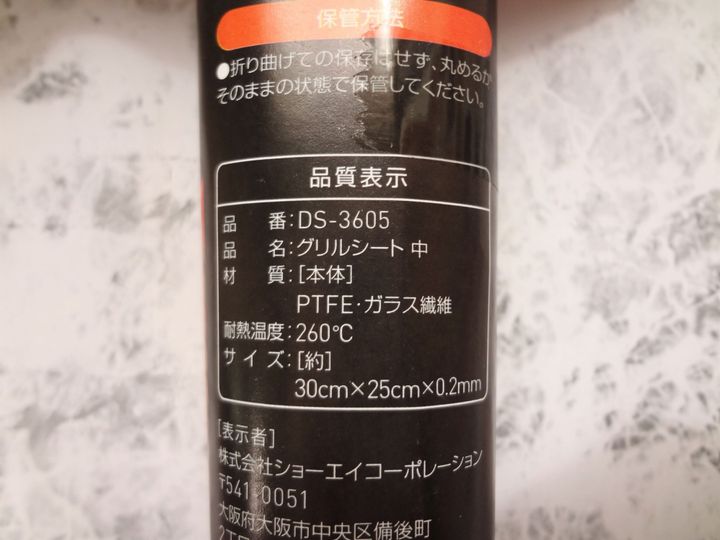 保管方法
●折り曲げての保存はせず、丸めるか
そのままの状態で保管してください。
品質表示
品番:DS-3605
品名:グリルシート 中
材質:[本体]
PTFE・ガラス繊維
耐熱温度:260℃
サイズ:[約]
30cm×25cm×0.2mm
[表示者]
株式会社ショーエイコーポレーション
〒541-0051
大阪府大阪市中央区備後町
2丁目